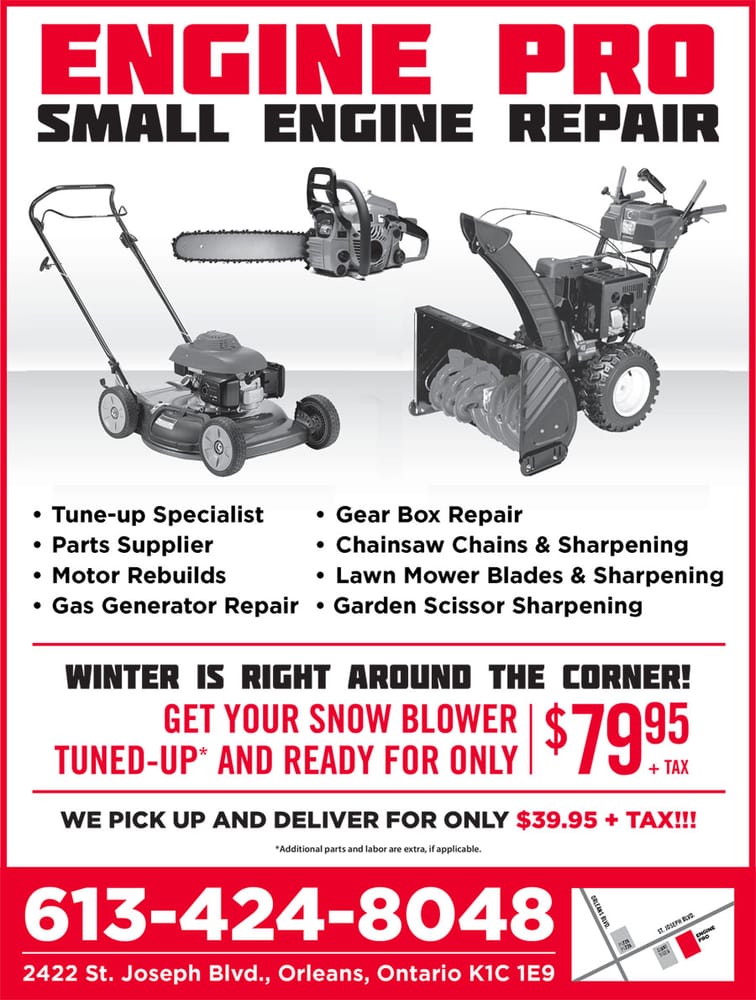 ENGINE PRO
SMALL ENGINE REPAIR
• Tune-up Specialist
• Parts Supplier
• Motor Rebuilds
• Gas Generator Repair
• Gear Box Repair
• Chainsaw Chains & Sharpening
• Lawn Mower Blades & Sharpening
• Garden Scissor Sharpening
WINTER IS RIGHT AROUND THE CORNER!
GET YOUR SNOW BLOWER
TUNED-UP* AND READY FOR ONLY
$79.95
+ TAX
WE PICK UP AND DELIVER FOR ONLY $39.95 + TAX!!!
*Additional parts and labor are extra, if applicable.
613-424-8048
2422 St. Joseph Blvd., Orleans, Ontario K1C 1E9
ORLEANS BLVD.
ST. JOSEPH BLVD.
ENGINE
PRO